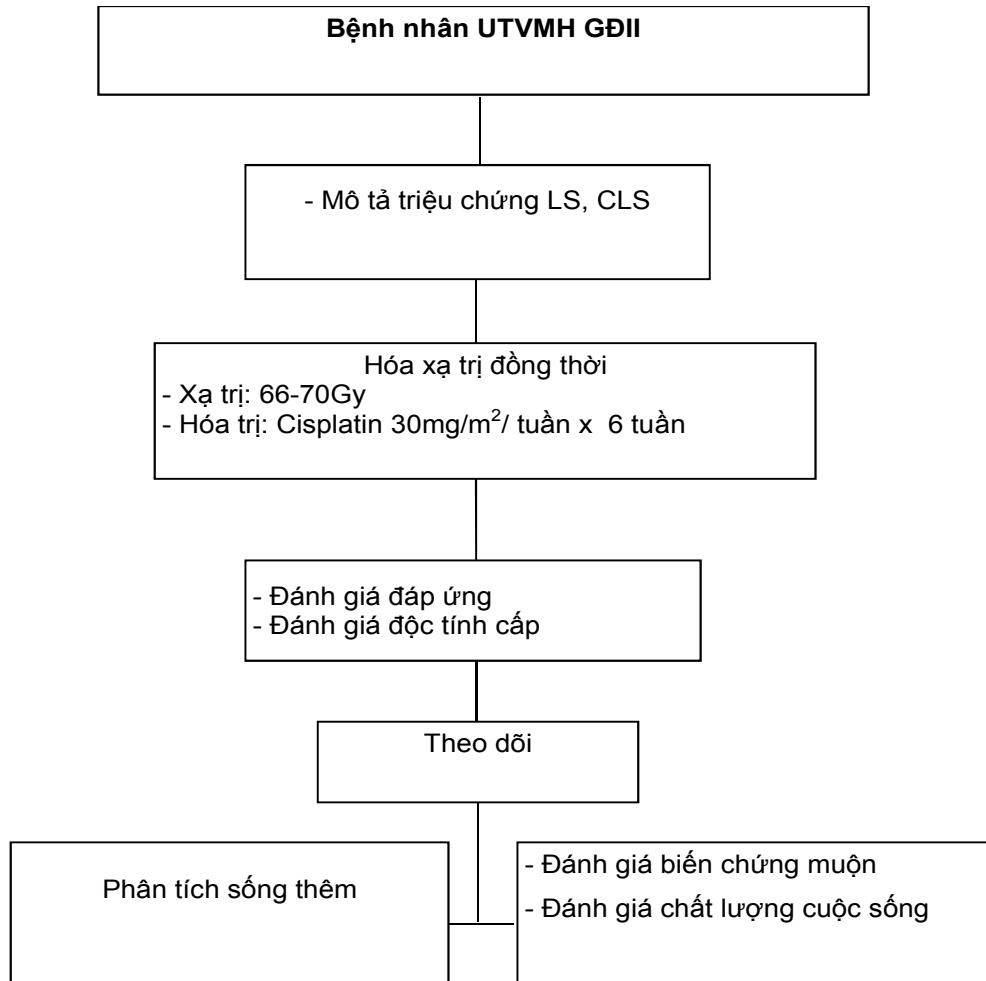 Bệnh nhân UTVMH GĐII
- Mô tả triệu chứng LS, CLS
Hóa xạ trị đồng thời
- Xạ trị: 66-70Gy
- Hóa trị: Cisplatin 30mg/m²/ tuần x 6 tuần
- Đánh giá đáp ứng
- Đánh giá độc tính cấp
Theo dõi
Phân tích sống thêm
- Đánh giá biến chứng muộn
- Đánh giá chất lượng cuộc sống